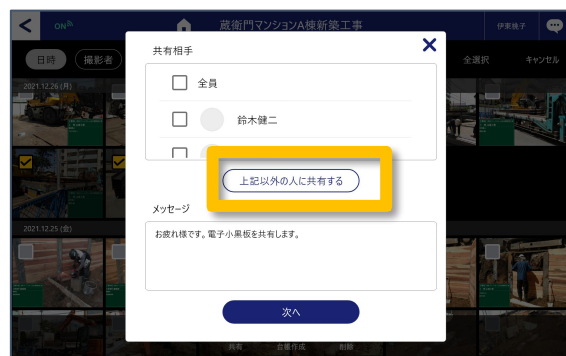 ON
蔵衛門マンションA棟新築工事
伊東桃子
日時
撮影者
全選択
キャンセル
共有相手
全員
鈴木健二
上記以外の人に共有する
メッセージ
お疲れ様です。電子小黒板を共有します。
次へ
2021.12.26 (月)
2021.12.25 (金)
共有
台帳作成
削除